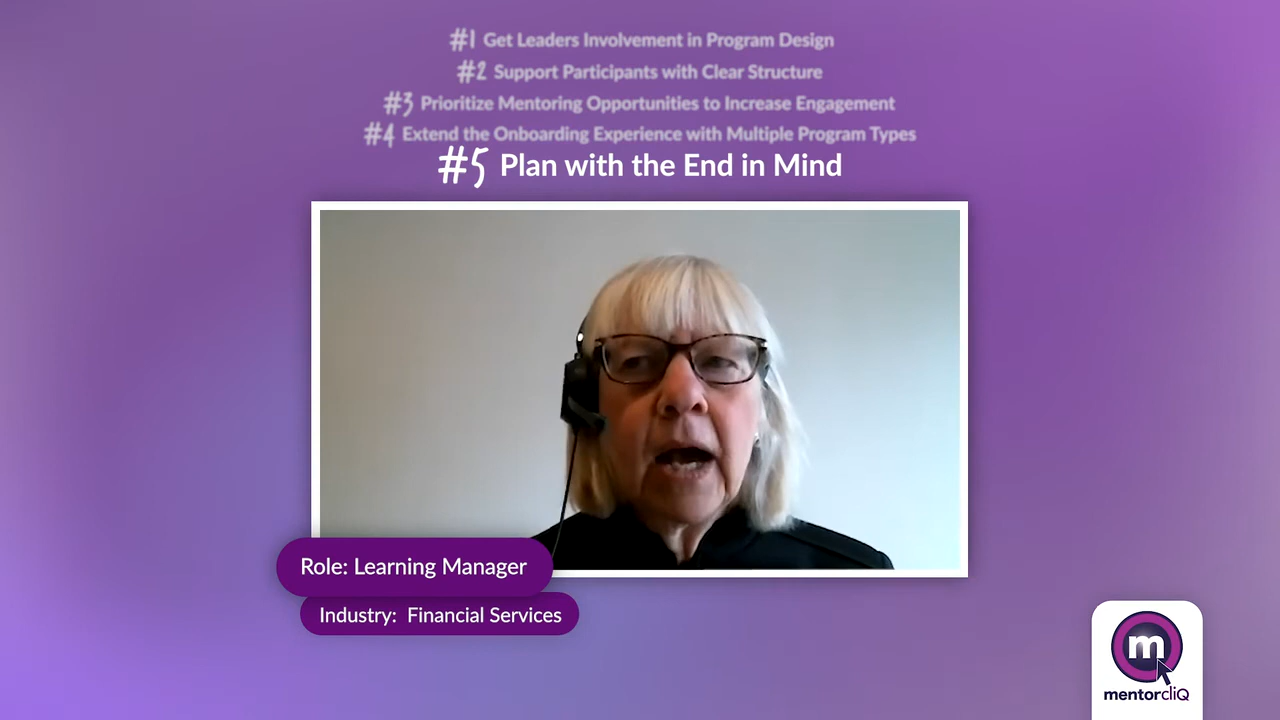 #1 Get Leaders Involvement in Program Design
#2 Support Participants with Clear Structure
#3 Prioritize Mentoring Opportunities to Increase Engagement
#4 Extend the Onboarding Experience with Multiple Program Types
#5 Plan with the End in Mind
Role: Learning Manager
Industry: Financial Services
m
mentorcliQ